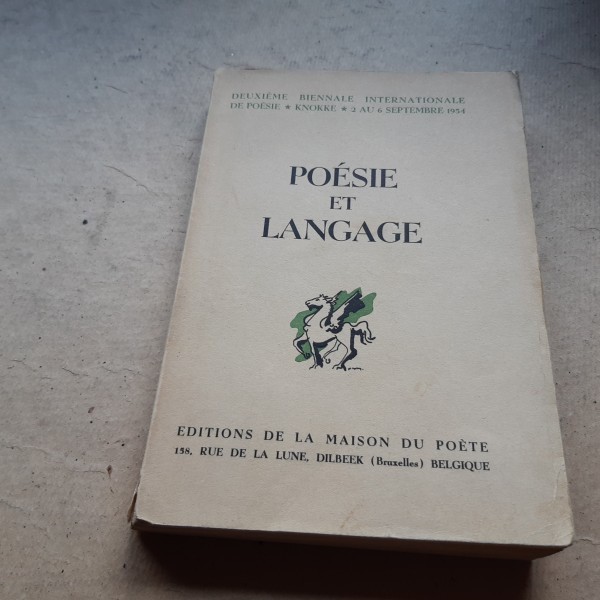 DEUXIÈME BIENNALE INTERNATIONALE
DE POÉSIE * KNOKKE * 2 AU 6 SEPTEMBRE 1954
POÉSIE
ET
LANGAGE
EDITIONS DE LA MAISON DU POÈTE
158, RUE DE LA LUNE, DILBEEK (Bruxelles) BELGIQUE